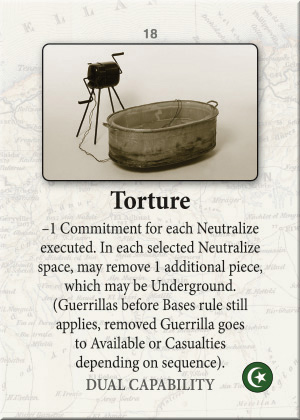 18
Torture
–1 Commitment for each Neutralize
executed. In each selected Neutralize
space, may remove 1 additional piece,
which may be Underground.
(Guerrillas before Bases rule still
applies, removed Guerrilla goes
to Available or Casualties
depending on sequence).
DUAL CAPABILITY